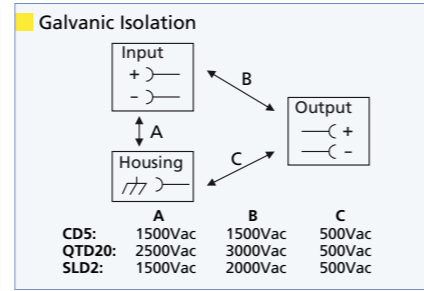 Galvanic Isolation
Input
+
-
B
Output
+
-
A
Housing
C
A B C
CD5: 1500Vac 1500Vac 500Vac
QTD20: 2500Vac 3000Vac 500Vac
SLD2: 1500Vac 2000Vac 500Vac